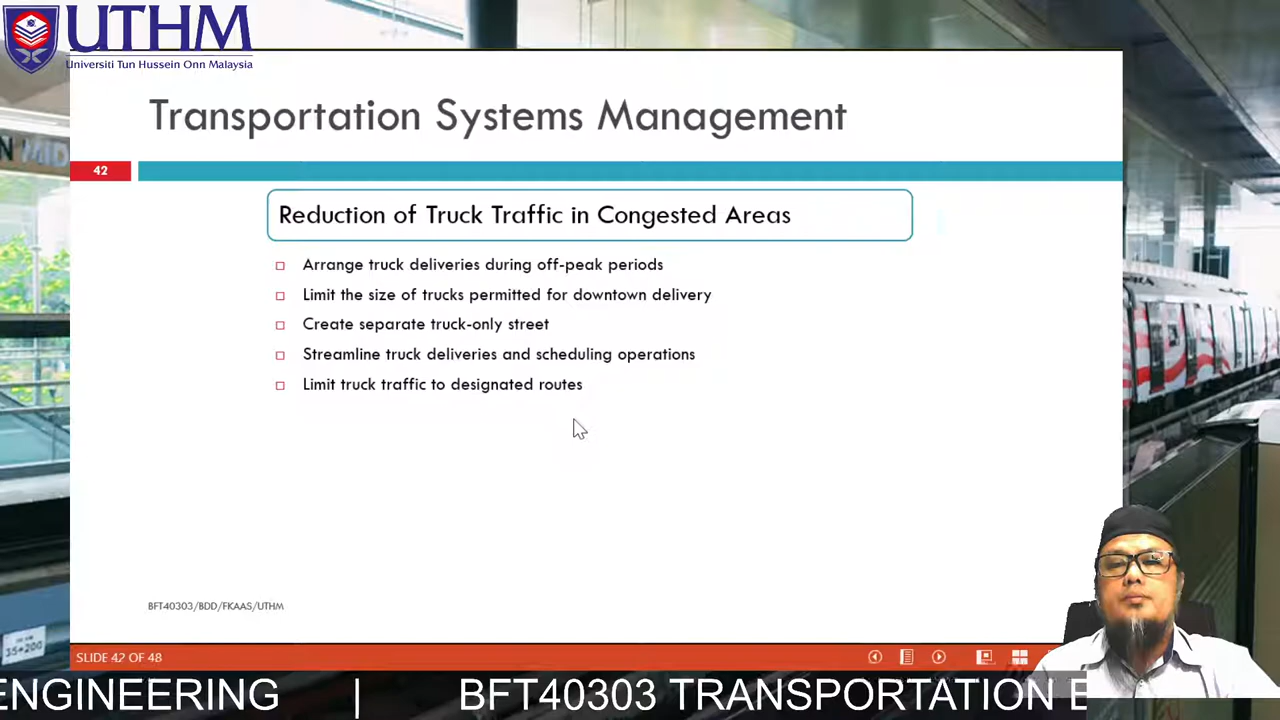 UTHM
Universiti Tun Hussein Onn Malaysia
Transportation Systems Management
42
Reduction of Truck Traffic in Congested Areas
Arrange truck deliveries during off-peak periods
Limit the size of trucks permitted for downtown delivery
Create separate truck-only street
Streamline truck deliveries and scheduling operations
Limit truck traffic to designated routes
BFT40303/BDD/FKAAS/UTHM
35+200
SLIDE 42 OF 48
ENGINEERING | BFT40303 TRANSPORTATION E